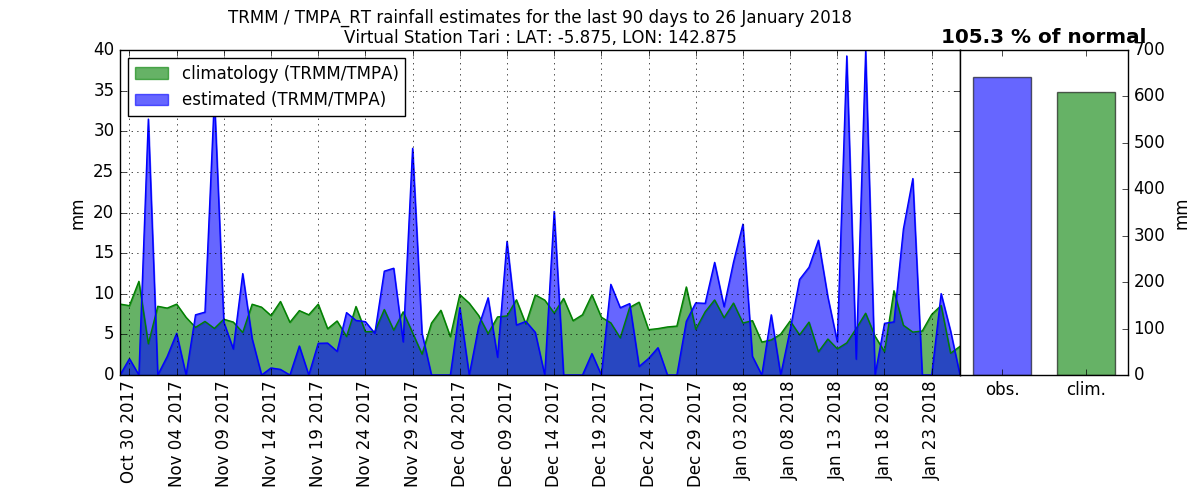 TRMM / TMPA_RT rainfall estimates for the last 90 days to 26 January 2018
Virtual Station Tari : LAT: -5.875, LON: 142.875
105.3 % of normal
climatology (TRMM/TMPA)
estimated (TRMM/TMPA)
40
35
30
25
20
15
10
5
0
mm
Oct 30 2017
Nov 04 2017
Nov 09 2017
Nov 14 2017
Nov 19 2017
Nov 24 2017
Nov 29 2017
Dec 04 2017
Dec 09 2017
Dec 14 2017
Dec 19 2017
Dec 24 2017
Dec 29 2017
Jan 03 2018
Jan 08 2018
Jan 13 2018
Jan 18 2018
Jan 23 2018
700
600
500
400
300
200
100
0
mm
obs.
clim.